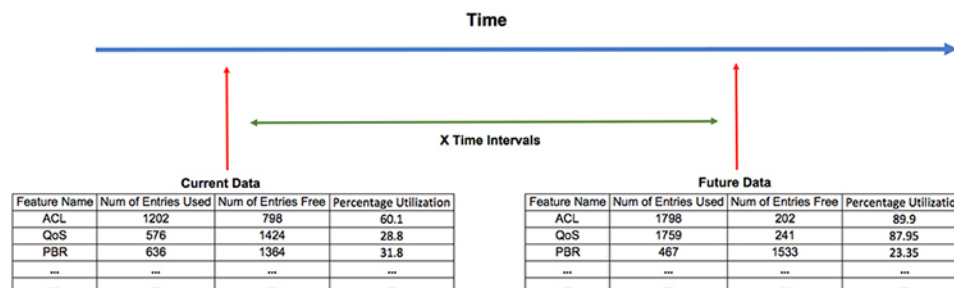 Time
X Time Intervals
Current Data
Feature Name Num of Entries Used Num of Entries Free Percentage Utilization
ACL 1202 798 60.1
QoS 576 1424 28.8
PBR 636 1364 31.8
... ... ... ...
... ... ... ...
Future Data
Feature Name Num of Entries Used Num of Entries Free Percentage Utilizatio
ACL 1798 202 89.9
QoS 1759 241 87.95
PBR 467 1533 23.35
... ... ... ...
... ... ... ...